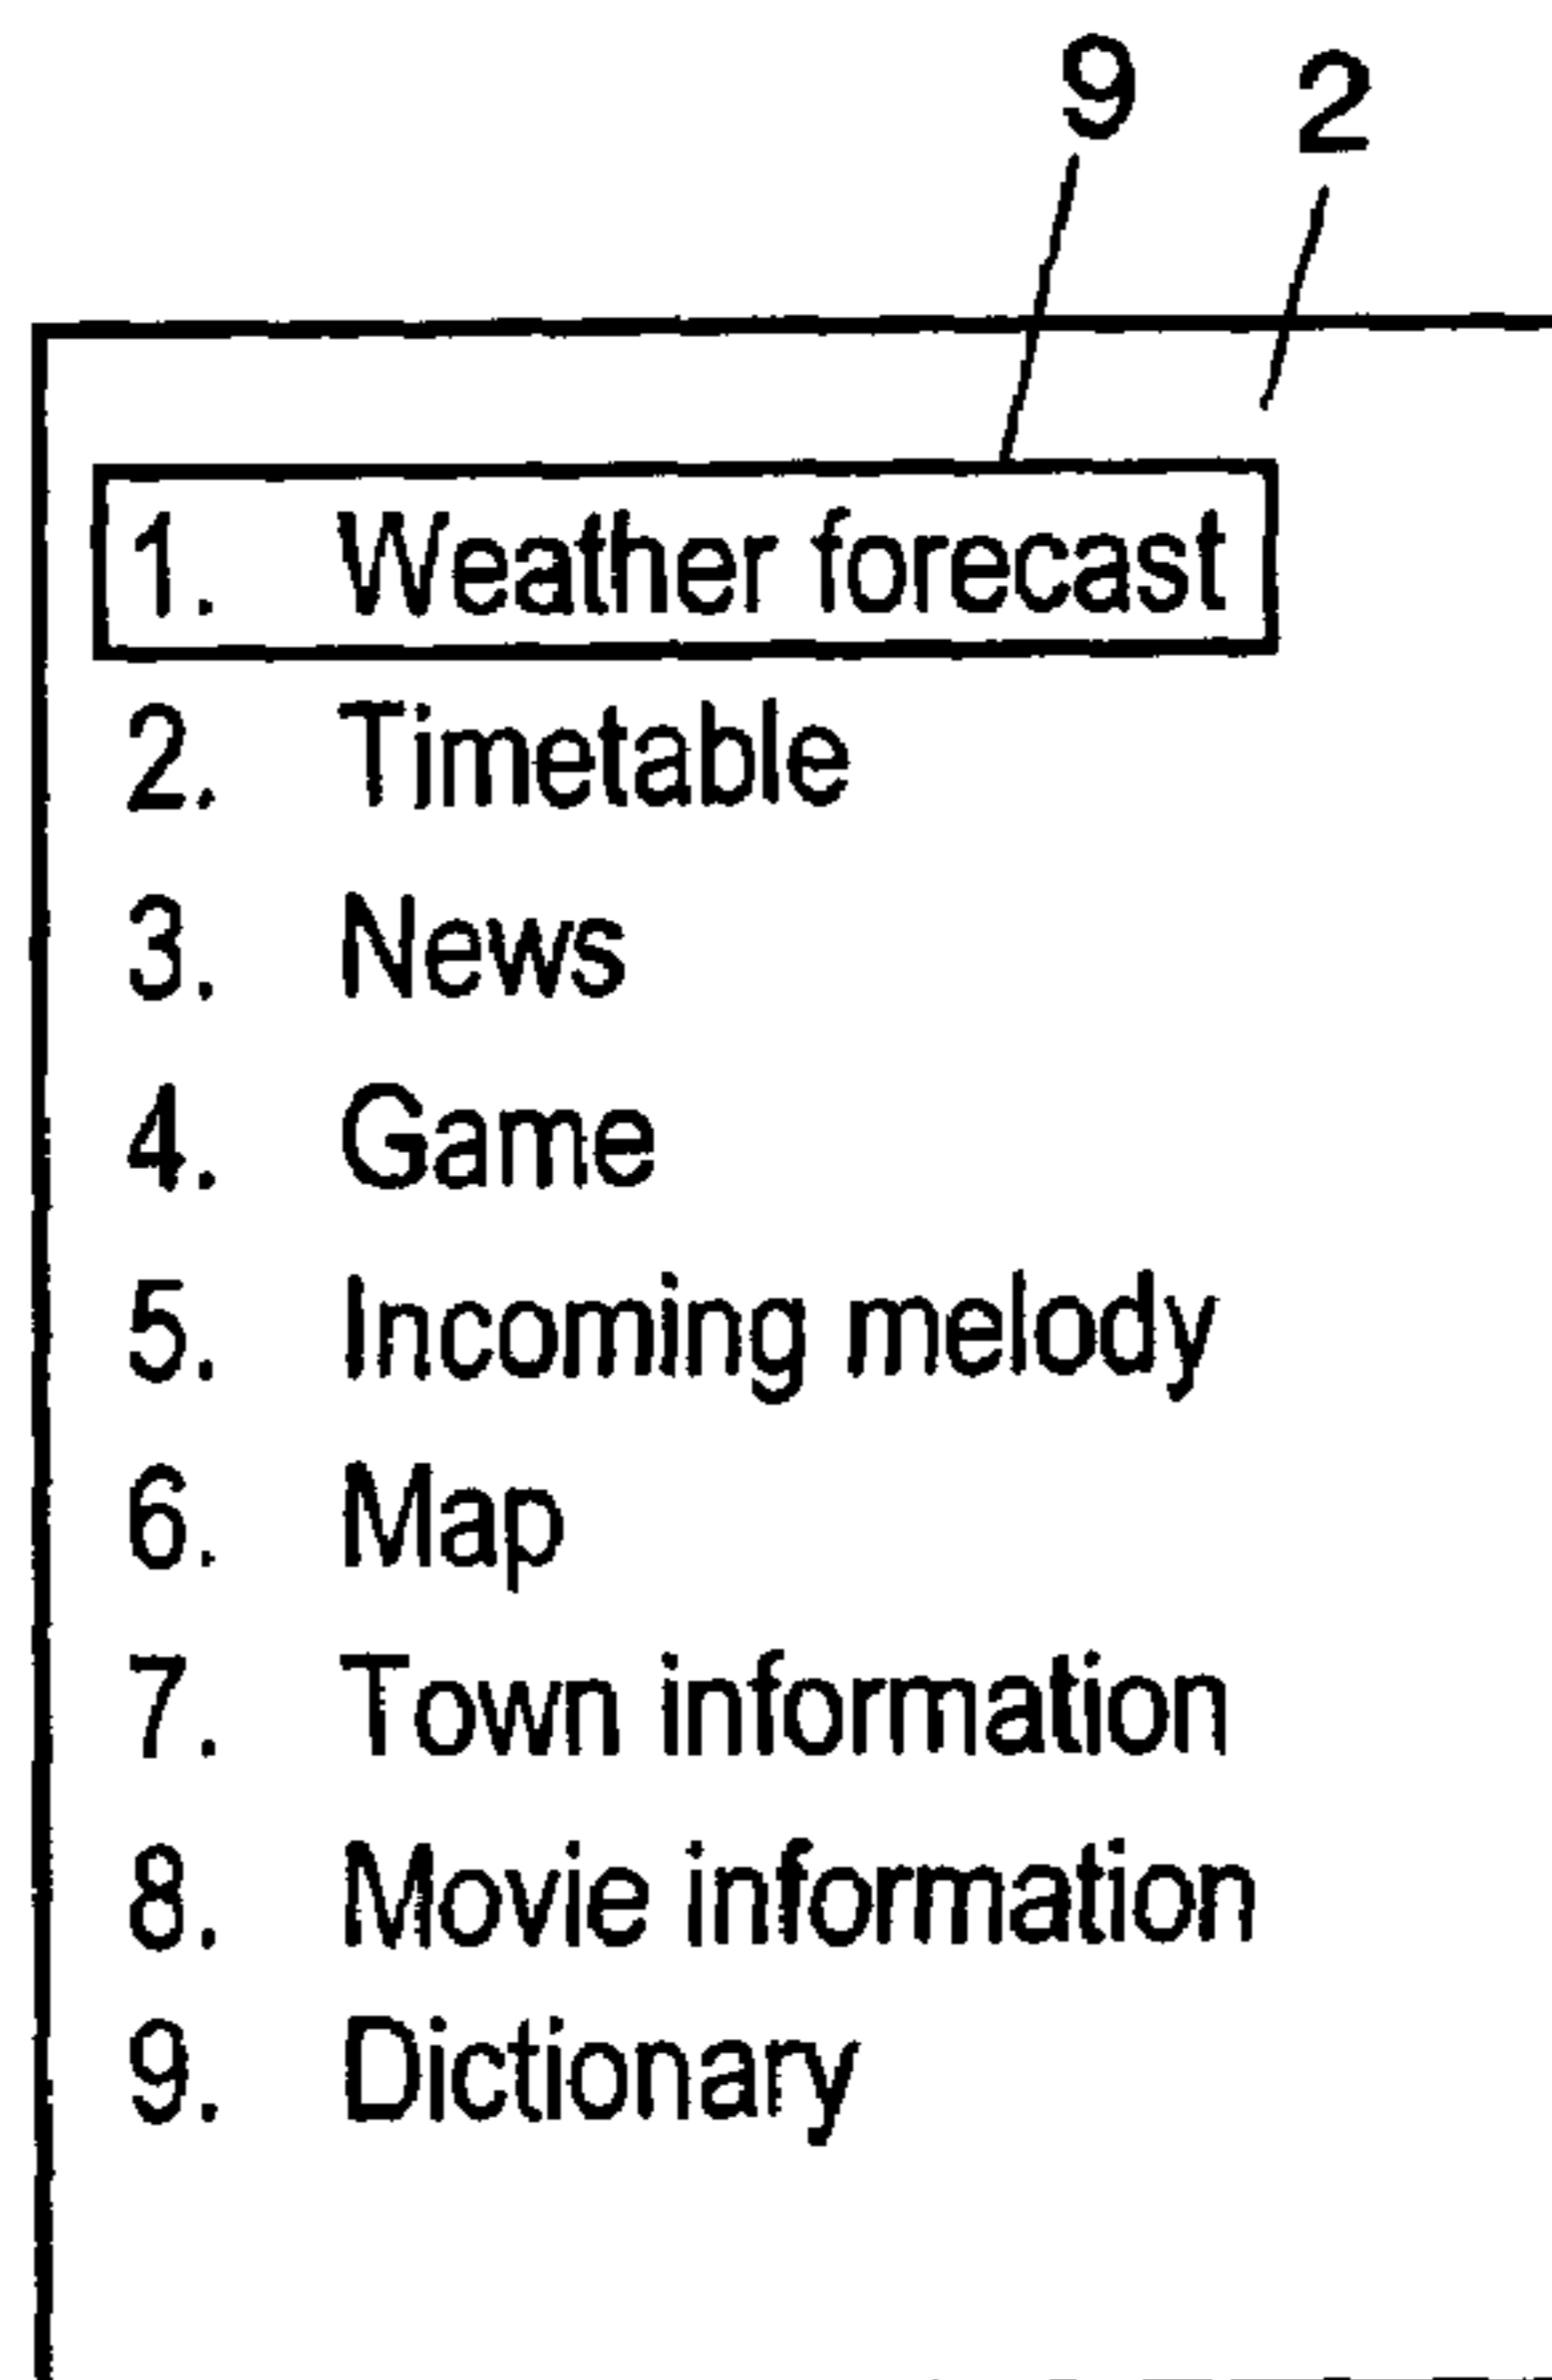 9 2
1. Weather forecast
2. Timetable
3. News
4. Game
5. Incoming melody
6. Map
7. Town information
8. Movie information
9. Dictionary